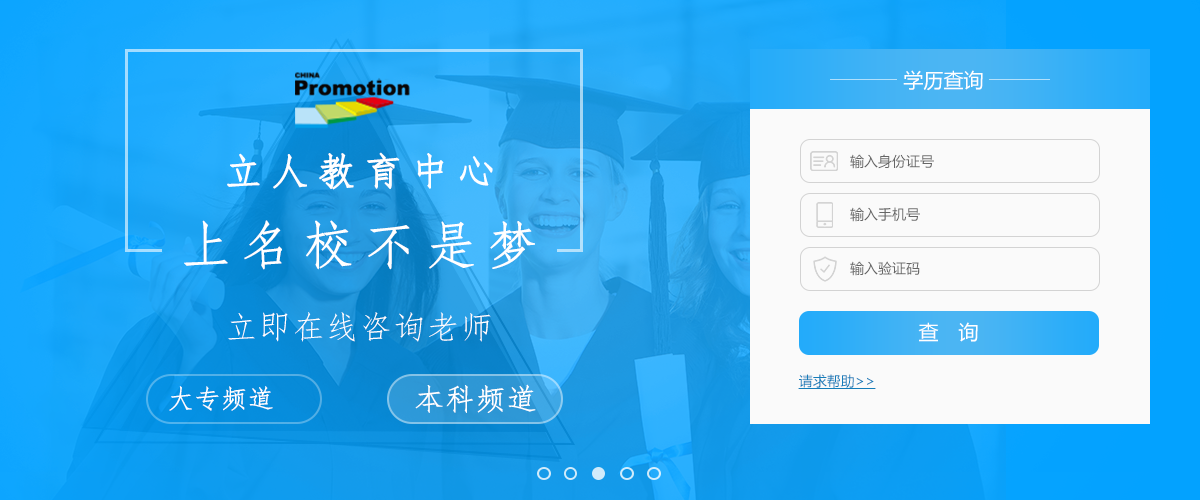 CHINA
Promotion
立人教育中心
上名校不是梦
立即在线咨询老师
大专频道
本科频道
学历查询
输入身份证号
输入手机号
输入验证码
查 询
请求帮助>>